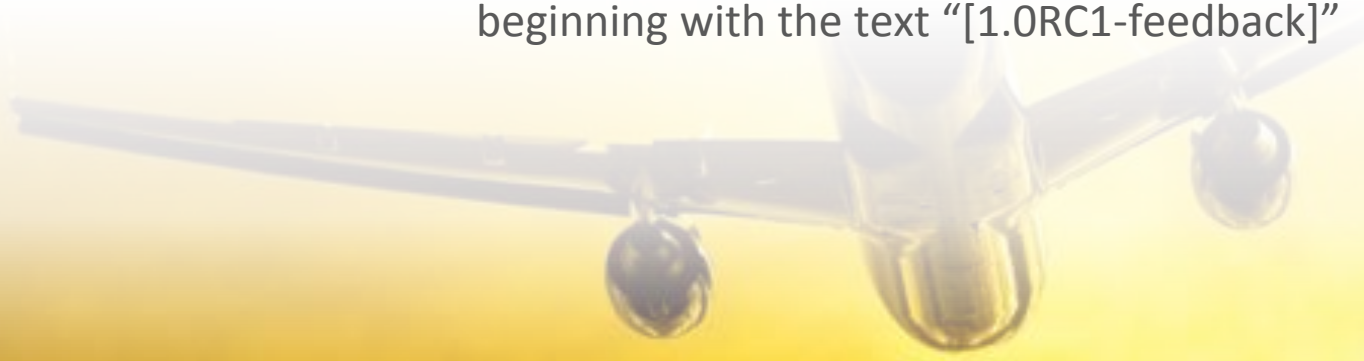 beginning with the text “[1.0RC1-feedback]”